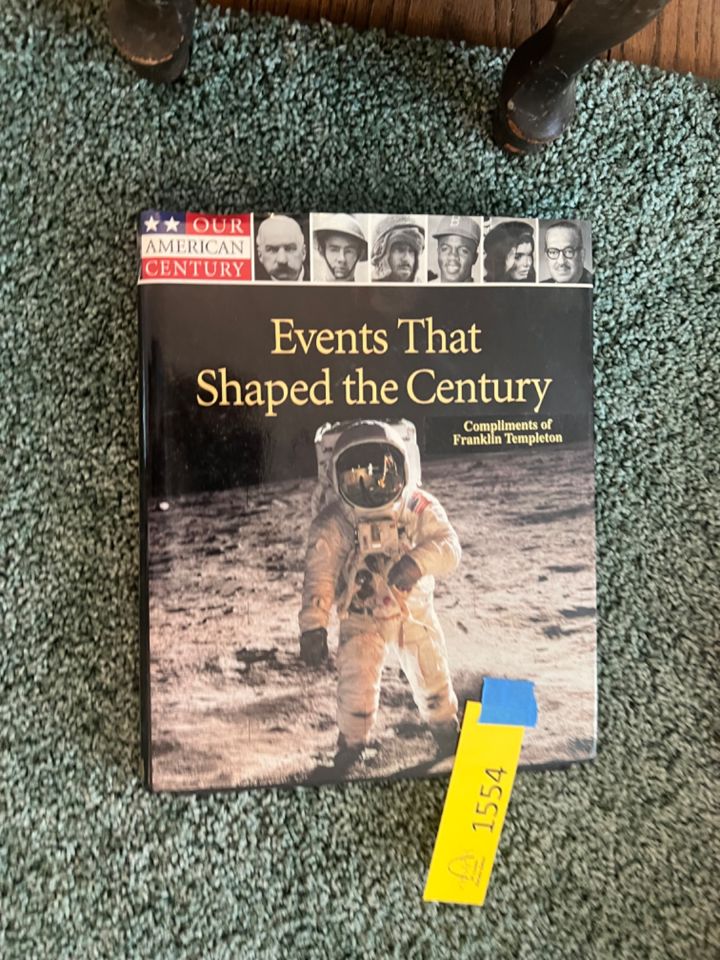 OUR
AMERICAN
CENTURY
B
Events That
Shaped the Century
Compliments of
Franklin Templeton
1554